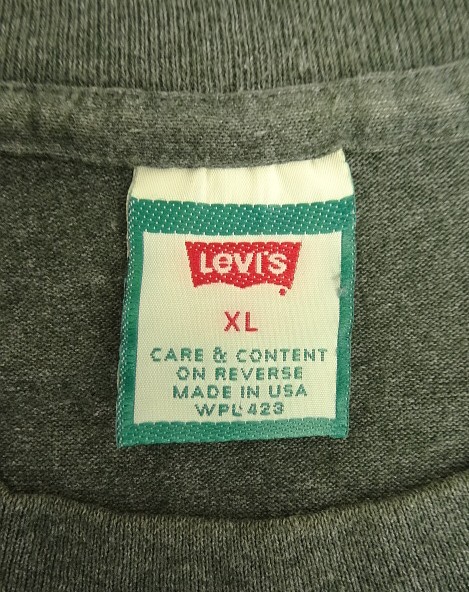 LEVI'S
XL
CARE & CONTENT
ON REVERSE
MADE IN USA
WPL 423